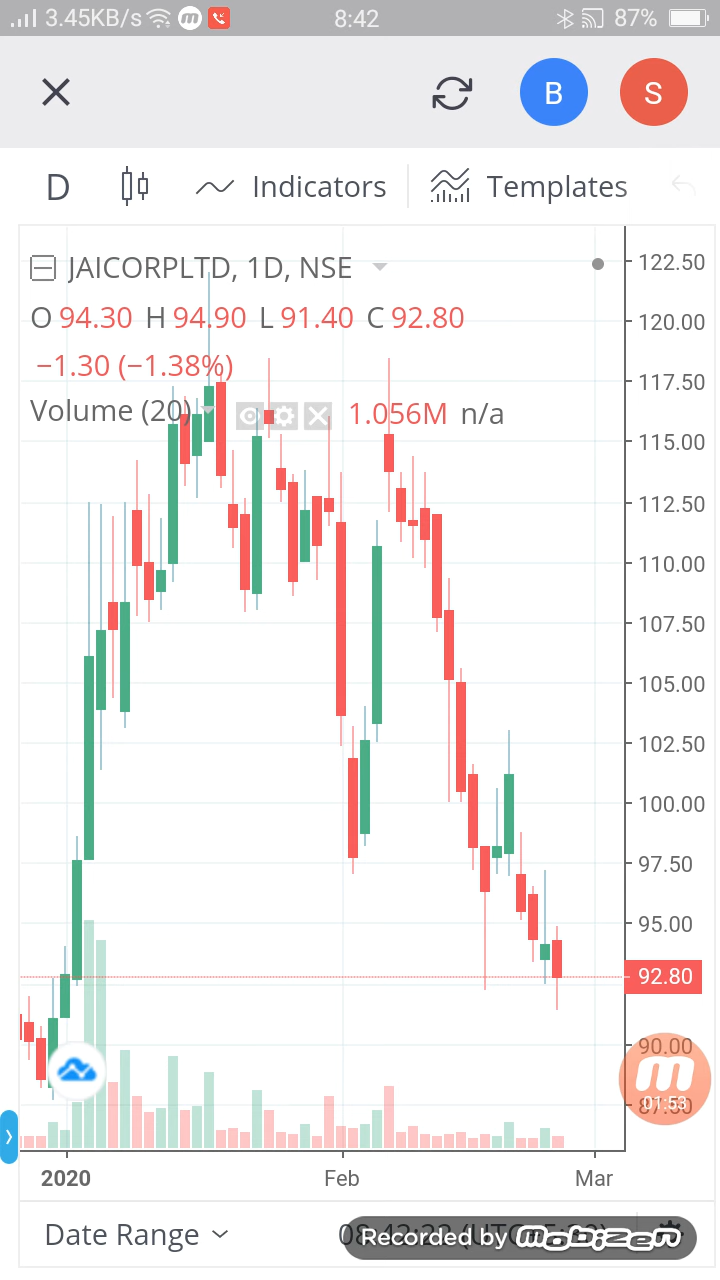 3.45KB/s m 8:42 87%
B S
D Indicators Templates
JAICORPLTD, 1D, NSE
O 94.30 H 94.90 L 91.40 C 92.80
−1.30 (−1.38%)
Volume (20) 1.056M n/a
122.50
120.00
117.50
115.00
112.50
110.00
107.50
105.00
102.50
100.00
97.50
95.00
92.80
90.00
m
01:53
2020 Feb Mar
Date Range
Recorded by MOBIZEN